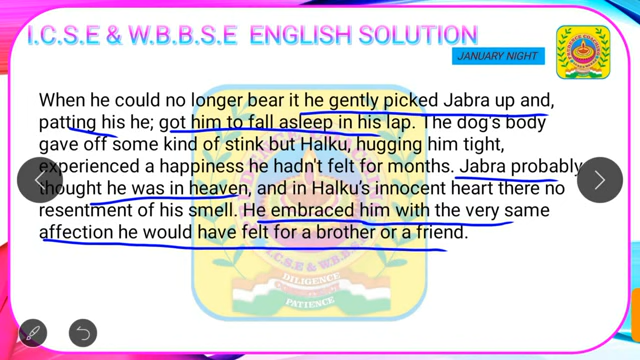 I.C.S.E & W.B.B.S.E ENGLISH SOLUTION
JANUARY NIGHT
When he could no longer bear it he gently picked Jabra up and,
patting his he; got him to fall asleep in his lap. The dog's body
gave off some kind of stink but Halku, hugging him tight,
experienced a happiness he hadn't felt for months. Jabra probably
thought he was in heaven, and in Halku's innocent heart there no
resentment of his smell. He embraced him with the very same
affection he would have felt for a brother or a friend.
DILIGENCE
I.C.S.E & W.B.B.S.E
PATIENCE